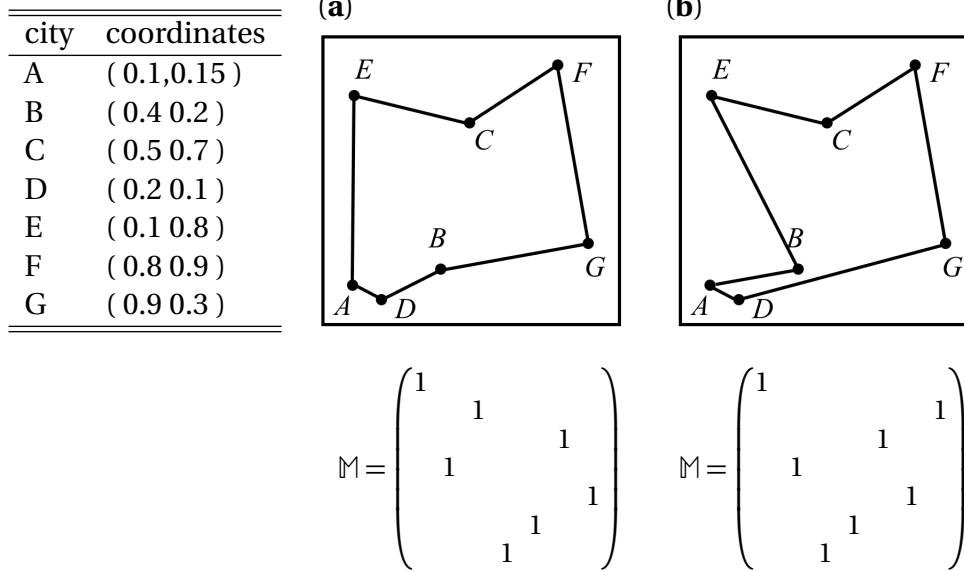 city coordinates
A ( 0.1,0.15 )
B ( 0.4 0.2 )
C ( 0.5 0.7 )
D ( 0.2 0.1 )
E ( 0.1 0.8 )
F ( 0.8 0.9 )
G ( 0.9 0.3 )
(a)
E
F
C
B
G
A
D
(b)
E
F
C
B
G
A
D
𝕄 =
1
1
1
1
1
1
1
𝕄 =
1
1
1
1
1
1
1